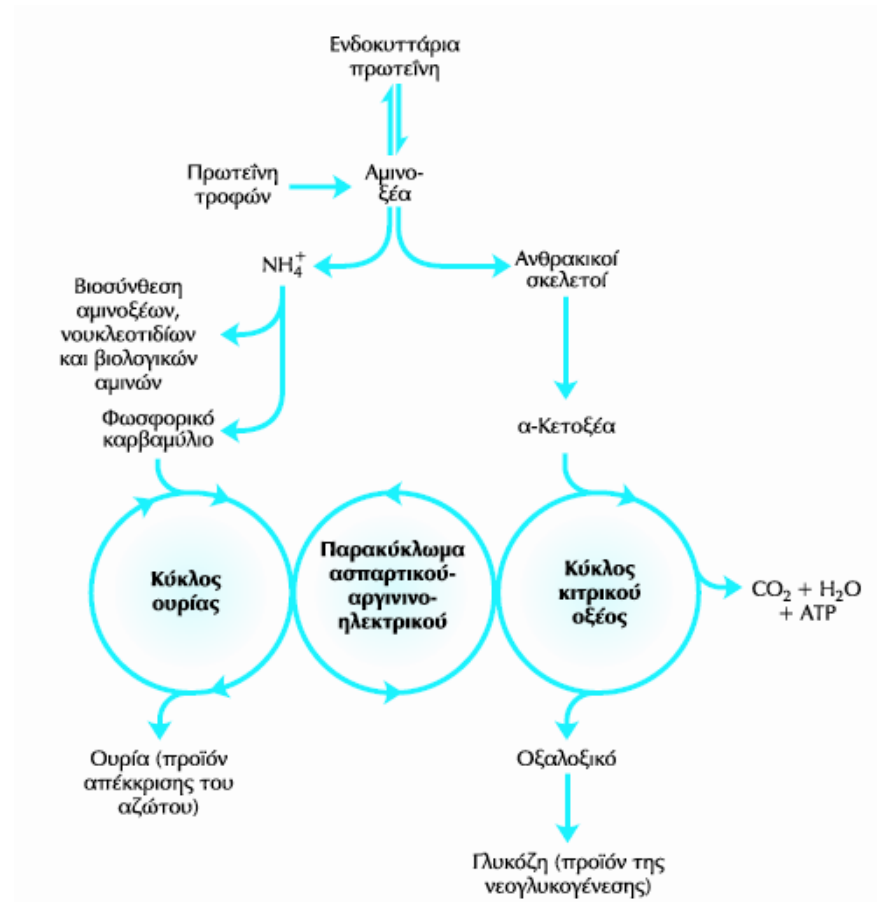 Ενδοκυττάρια
πρωτεΐνη
Πρωτεΐνη
τροφών
Αμινο-
ξέα
NH₄⁺
Ανθρακικοί
σκελετοί
Βιοσύνθεση
αμινοξέων,
νουκλεοτιδίων
και βιολογικών
αμινών
Φωσφορικό
καρβαμύλιο
α-Κετοξέα
Κύκλος
ουρίας
Παρακύκλωμα
ασπαρτικού-
αργινινο-
ηλεκτρικού
Κύκλος
κιτρικού
οξέος
CO₂ + H₂O
+ ATP
Ουρία (προϊόν
απέκκρισης του
αζώτου)
Οξαλοξικό
Γλυκόζη (προϊόν της
νεογλυκογένεσης)